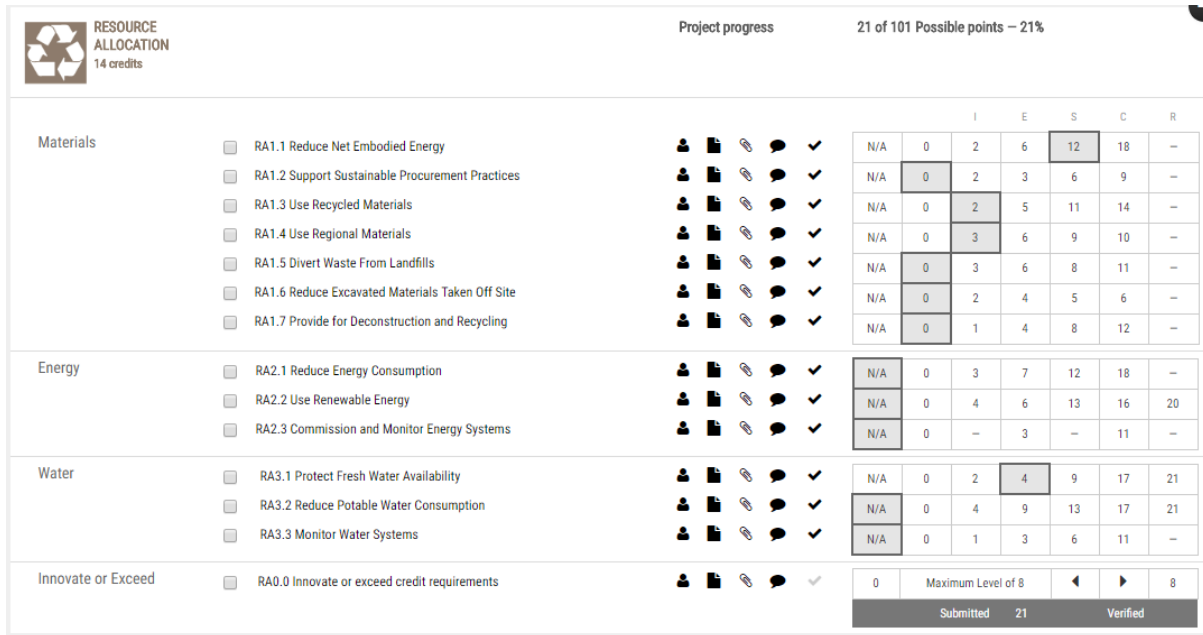 RESOURCE
ALLOCATION
14 credits
Project progress 21 of 101 Possible points — 21%
I E S C R
Materials
RA1.1 Reduce Net Embodied Energy N/A 0 2 6 12 18 –
RA1.2 Support Sustainable Procurement Practices N/A 0 2 3 6 9 –
RA1.3 Use Recycled Materials N/A 0 2 5 11 14 –
RA1.4 Use Regional Materials N/A 0 3 6 9 10 –
RA1.5 Divert Waste From Landfills N/A 0 3 6 8 11 –
RA1.6 Reduce Excavated Materials Taken Off Site N/A 0 2 4 5 6 –
RA1.7 Provide for Deconstruction and Recycling N/A 0 1 4 8 12 –
Energy
RA2.1 Reduce Energy Consumption N/A 0 3 7 12 18 –
RA2.2 Use Renewable Energy N/A 0 4 6 13 16 20
RA2.3 Commission and Monitor Energy Systems N/A 0 – 3 – 11 –
Water
RA3.1 Protect Fresh Water Availability N/A 0 2 4 9 17 21
RA3.2 Reduce Potable Water Consumption N/A 0 4 9 13 17 21
RA3.3 Monitor Water Systems N/A 0 1 3 6 11 –
Innovate or Exceed
RA0.0 Innovate or exceed credit requirements 0 Maximum Level of 8 8
Submitted 21 Verified